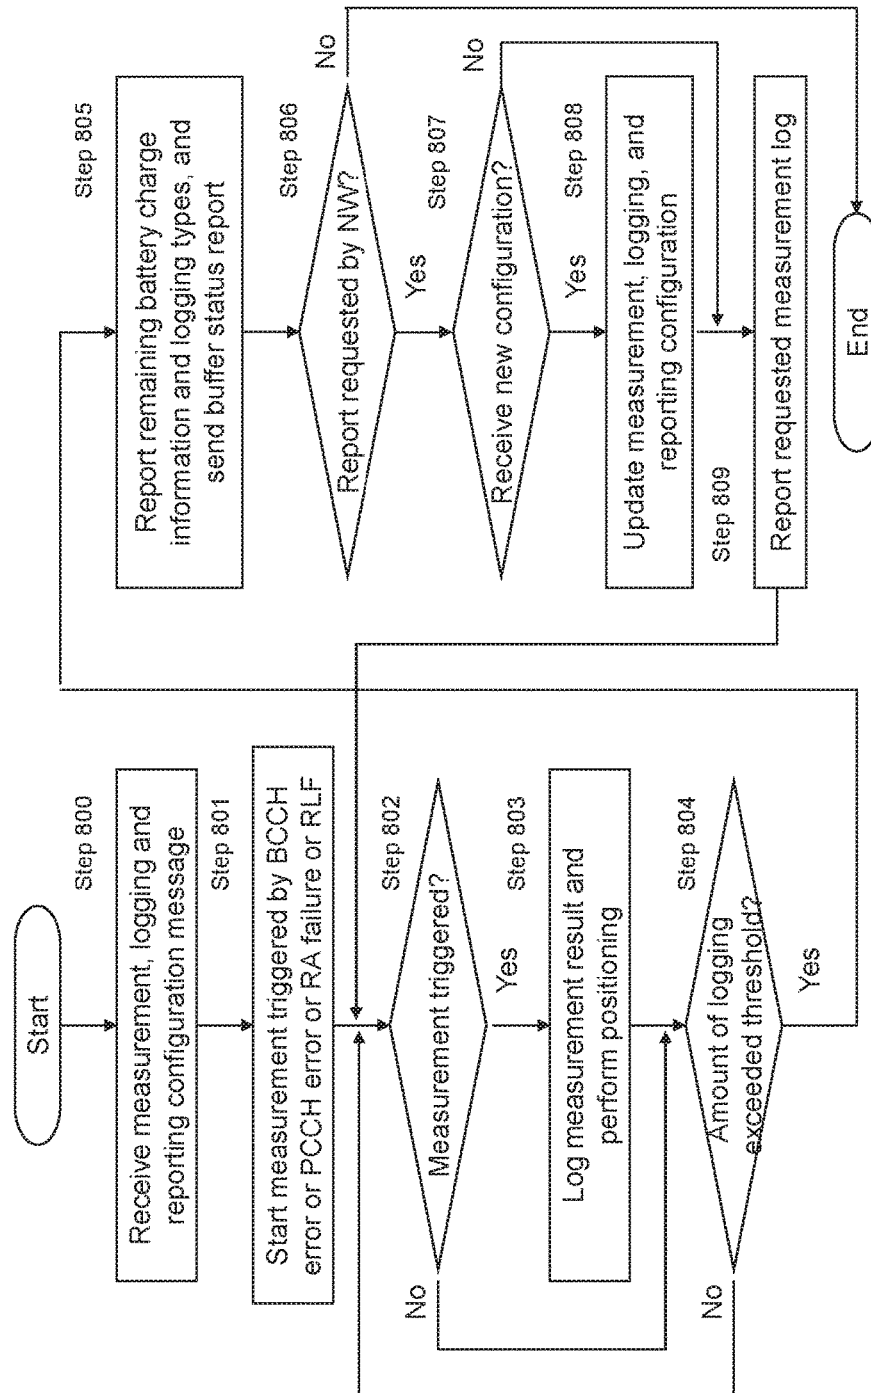 Start
Step 800
Receive measurement, logging and
reporting configuration message
Step 801
Start measurement triggered by BCCH
error or PCCH error or RA failure or RLF
Step 802
Measurement triggered?
No
Yes
Step 803
Log measurement result and
perform positioning
Step 804
Amount of logging
exceeded threshold?
No
Yes
Step 805
Report remaining battery charge
information and logging types, and
send buffer status report
Step 806
Report requested by NW?
No
Yes
Step 807
Receive new configuration?
No
Yes
Step 808
Update measurement, logging, and
reporting configuration
Step 809
Report requested measurement log
End